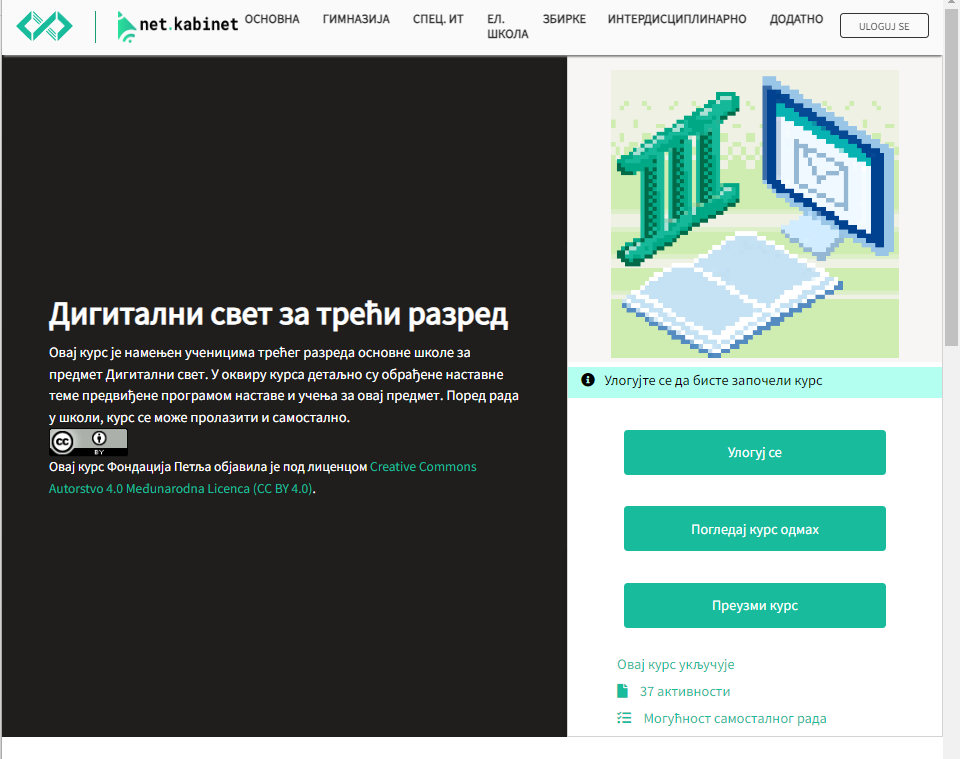 net.kabinet
ОСНОВНА
ГИМНАЗИЈА
СПЕЦ. ИТ
ЕЛ.
ШКОЛА
ЗБИРКЕ
ИНТЕРДИСЦИПЛИНАРНО
ДОДАТНО
ULOGUJ SE
Дигитални свет за трећи разред
Овај курс је намењен ученицима трећег разреда основне школе за
предмет Дигитални свет. У оквиру курса детаљно су обрађене наставне
теме предвиђене програмом наставе и учења за овај предмет. Поред рада
у школи, курс се може пролазити и самостално.
cc BY
Овај курс Фондација Петља објавила је под лиценцом Creative Commons
Autorstvo 4.0 Međunarodna Licenca (CC BY 4.0).
Улогујте се да бисте започели курс
Улогуј се
Погледај курс одмах
Преузми курс
Овај курс укључује
37 активности
Могућност самосталног рада